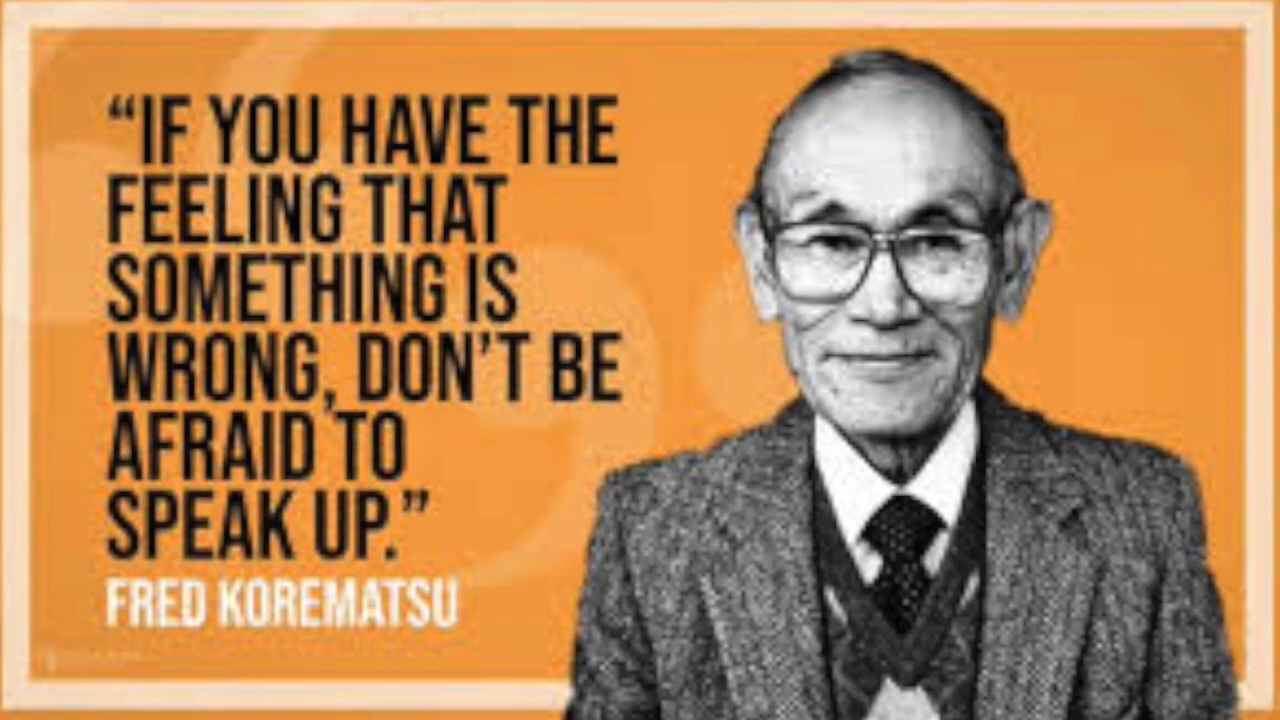 “IF YOU HAVE THE
FEELING THAT
SOMETHING IS
WRONG, DON’T BE
AFRAID TO
SPEAK UP.”
FRED KOREMATSU